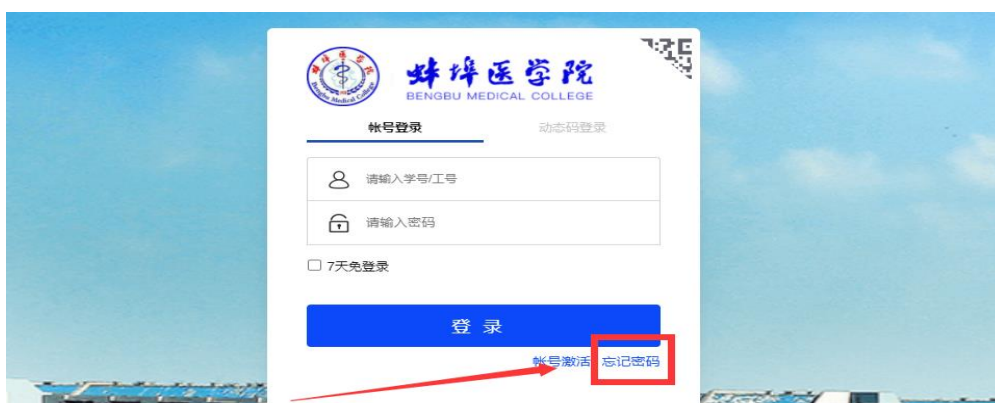 蚌埠医学院
BENGBU MEDICAL COLLEGE
帐号登录 动态码登录
请输入学号/工号
请输入密码
7天免登录
登 录
帐号激活 忘记密码